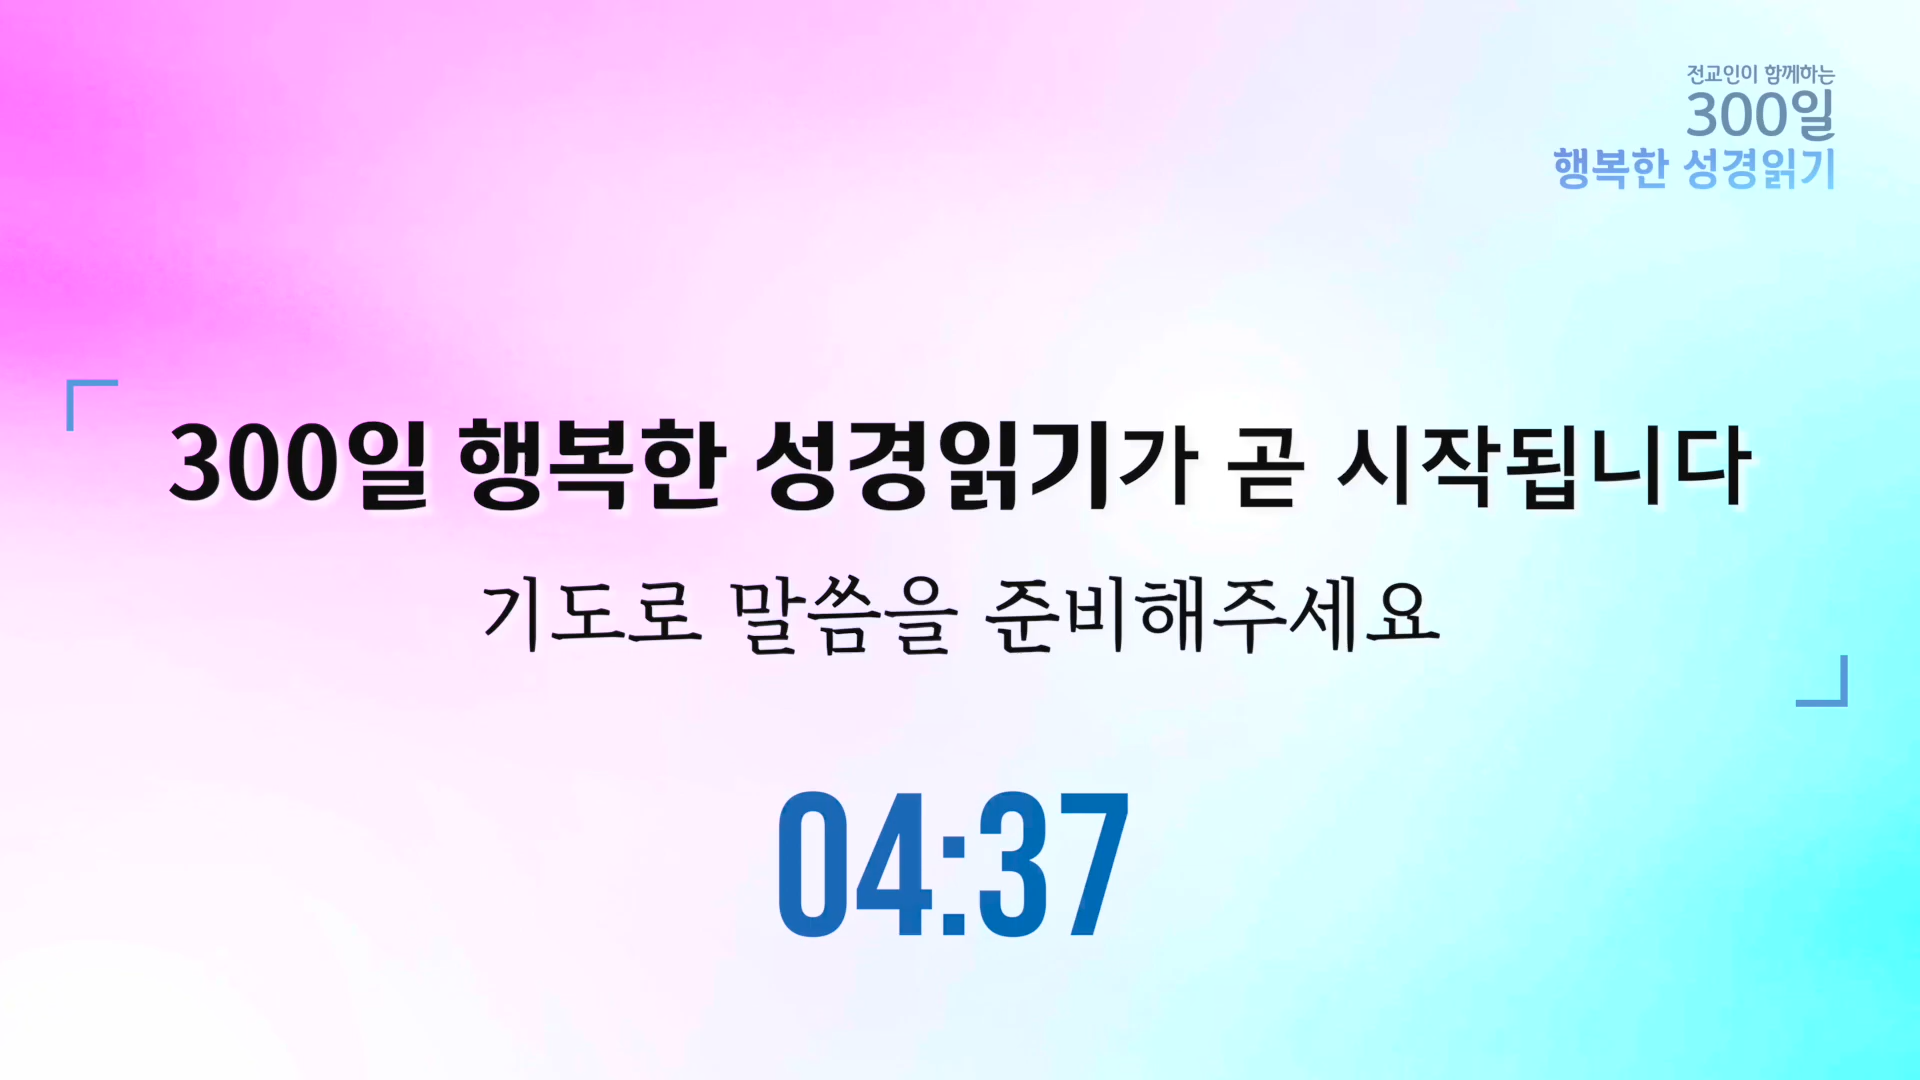 전교인이 함께하는
300일
행복한 성경읽기
300일 행복한 성경읽기가 곧 시작됩니다
기도로 말씀을 준비해주세요
04:37